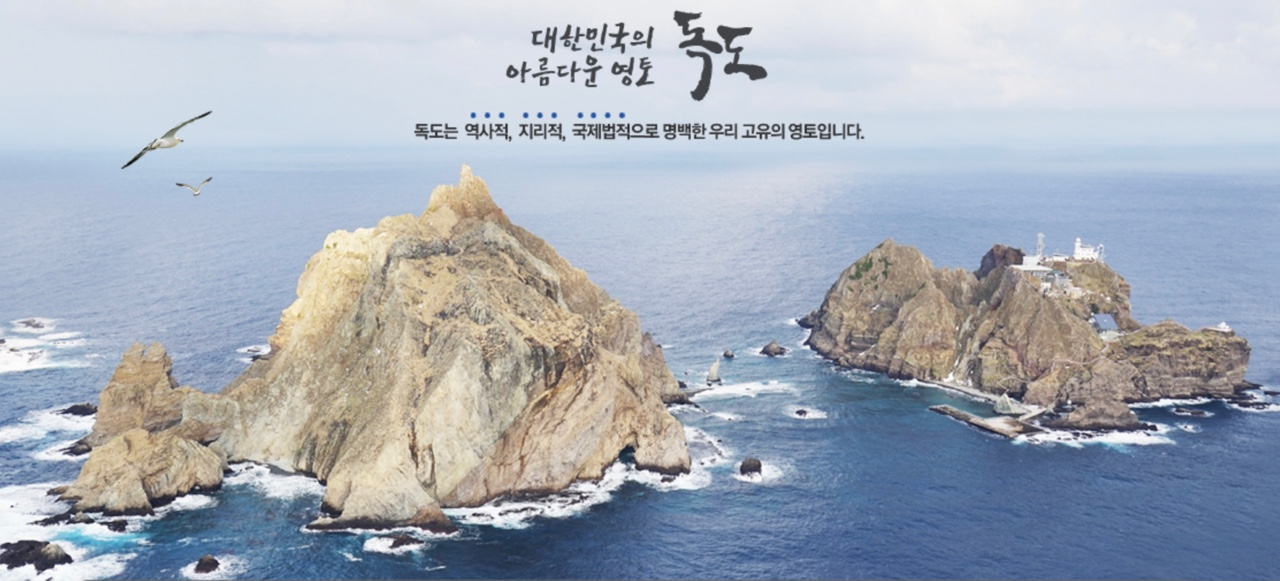 대한민국의
아름다운 영토 독도
독도는 역사적, 지리적, 국제법적으로 명백한 우리 고유의 영토입니다.